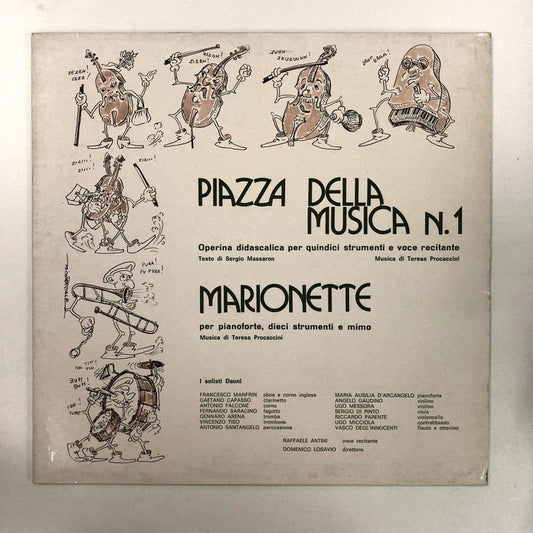 ZIZON!
ZIZEN!
PIAZZA DELLA
MUSICA N.1
Operina didascalica per quindici strumenti e voce recitante
Testo di Sergio Massaron Musica di Teresa Procaccini
MARIONETTE
per pianoforte, dieci strumenti e mimo
Musica di Teresa Procaccini
I solisti Dauni
FRANCESCO MANFRIN oboe e corno inglese
GAETANO CAPASSO clarinetto
ANTONIO FALCONE corno
FERNANDO SARACINO fagotto
GENNARO ARENA tromba
VINCENZO TISO trombone
ANTONIO SANTANGELO percussione
MARIA AUSILIA D'ARCANGELO pianoforte
ANGELO GAUDINO violino
UGO MESSORA violino
SERGIO DI PINTO viola
RICCARDO PARENTE violoncello
UGO MICCIOLA contrabbasso
VASCO DEGL'INNOCENTI flauto e ottavino
RAFFAELE ANTINI voce recitante
DOMENICO LOSAVIO direttore